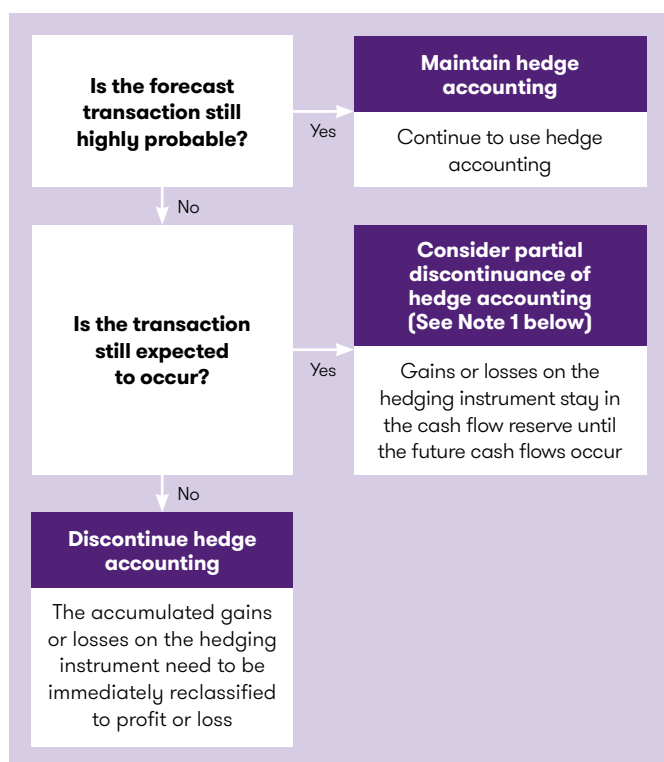 Is the forecast
transaction still
highly probable?
Yes
Maintain hedge
accounting
Continue to use hedge
accounting
No
Is the transaction
still expected
to occur?
Yes
Consider partial
discontinuance of
hedge accounting
(See Note 1 below)
Gains or losses on the
hedging instrument stay in
the cash flow reserve until
the future cash flows occur
No
Discontinue hedge
accounting
The accumulated gains
or losses on the hedging
instrument need to be
immediately reclassified
to profit or loss